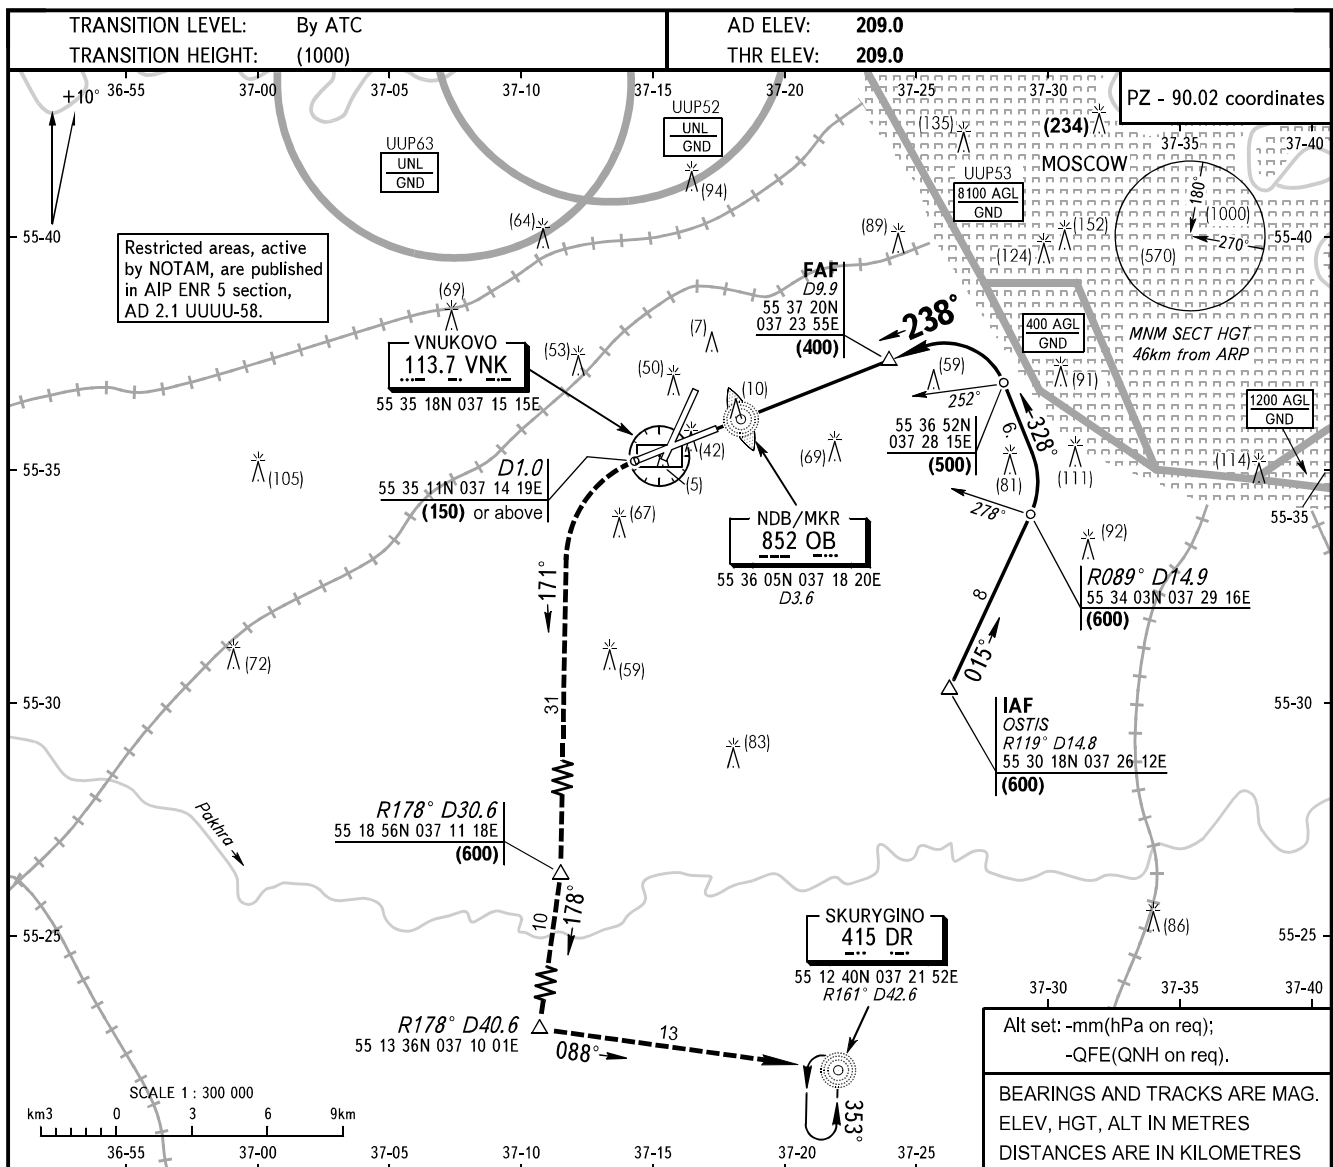 TRANSITION LEVEL: By ATC
TRANSITION HEIGHT: (1000)
AD ELEV: 209.0
THR ELEV: 209.0
36-55 37-00 37-05 37-10 37-15 37-20 37-25 37-30
+10°
PZ - 90.02 coordinates
37-35 37-40
UUP63
UNL
GND
UUP52
UNL
GND
(94)
(135)
(234)
MOSCOW
UUP53
8100 AGL
GND
180°
(1000)
270°
(570)
(152)
(124)
(64)
(89)
55-40
55-40
Restricted areas, active
by NOTAM, are published
in AIP ENR 5 section,
AD 2.1 UUUU-58.
(69)
FAF
D9.9
55 37 20N
037 23 55E
(400)
238°
400 AGL
GND
MNM SECT HGT
46km from ARP
(7)
VNUKOVO
113.7 VNK
55 35 18N 037 15 15E
(53)
(50)
(10)
(59)
252°
(91)
1200 AGL
GND
55 36 52N
037 28 15E
(500)
6.
328°
(42)
(69)
(81)
(111)
(114)
55-35
55-35
(105)
D1.0
55 35 11N 037 14 19E
(150) or above
(5)
(67)
278°
NDB/MKR
852 OB
55 36 05N 037 18 20E
D3.6
(92)
R089° D14.9
55 34 03N 037 29 16E
(600)
171°
8
015°
(72)
(59)
31
55-30
55-30
IAF
OSTIS
R119° D14.8
55 30 18N 037 26 12E
(600)
(83)
Pakhra
R178° D30.6
55 18 56N 037 11 18E
(600)
178°
10
SKURYGINO
415 DR
55 12 40N 037 21 52E
R161° D42.6
(86)
55-25
55-25
37-30 37-35 37-40
R178° D40.6
55 13 36N 037 10 01E
088°
13
353°
Alt set: -mm(hPa on req);
-QFE(QNH on req).
BEARINGS AND TRACKS ARE MAG.
ELEV, HGT, ALT IN METRES
DISTANCES ARE IN KILOMETRES
SCALE 1 : 300 000
km3 0 3 6 9km
36-55 37-00 37-05 37-10 37-15 37-20 37-25